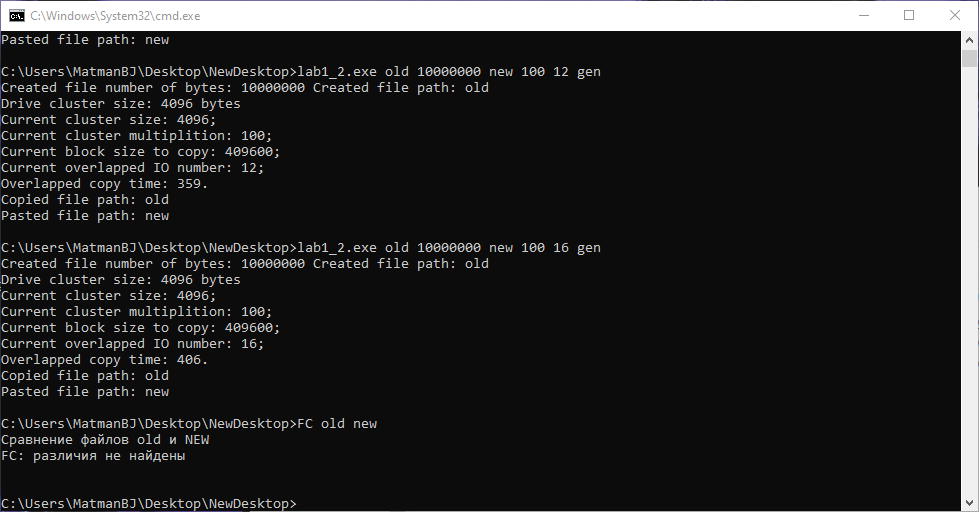 C:\Windows\System32\cmd.exe
Pasted file path: new
C:\Users\MatmanBJ\Desktop\NewDesktop>lab1_2.exe old 10000000 new 100 12 gen
Created file number of bytes: 10000000 Created file path: old
Drive cluster size: 4096 bytes
Current cluster size: 4096;
Current cluster multiplition: 100;
Current block size to copy: 409600;
Current overlapped IO number: 12;
Overlapped copy time: 359.
Copied file path: old
Pasted file path: new
C:\Users\MatmanBJ\Desktop\NewDesktop>lab1_2.exe old 10000000 new 100 16 gen
Created file number of bytes: 10000000 Created file path: old
Drive cluster size: 4096 bytes
Current cluster size: 4096;
Current cluster multiplition: 100;
Current block size to copy: 409600;
Current overlapped IO number: 16;
Overlapped copy time: 406.
Copied file path: old
Pasted file path: new
C:\Users\MatmanBJ\Desktop\NewDesktop>FC old new
Сравнение файлов old и NEW
FC: различия не найдены
C:\Users\MatmanBJ\Desktop\NewDesktop>